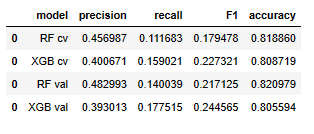 model precision recall F1 accuracy
0 RF cv 0.456987 0.111683 0.179478 0.818860
0 XGB cv 0.400671 0.159021 0.227321 0.808719
0 RF val 0.482993 0.140039 0.217125 0.820979
0 XGB val 0.393013 0.177515 0.244565 0.805594